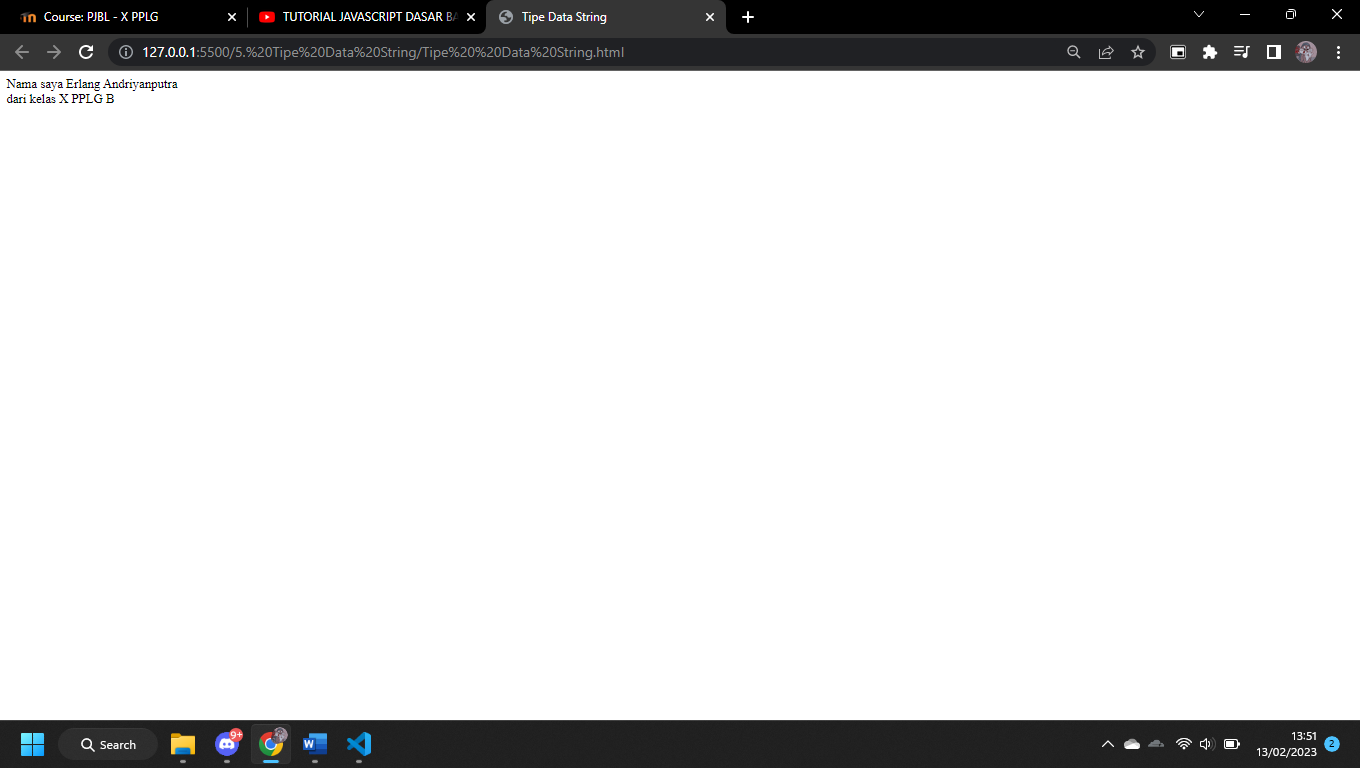 Course: PJBL - X PPLG
TUTORIAL JAVASCRIPT DASAR BA
Tipe Data String
127.0.0.1:5500/5.%20Tipe%20Data%20String/Tipe%20%20Data%20String.html
Nama saya Erlang Andriyanputra
dari kelas X PPLG B
Search
9+
W
13:51
13/02/2023
2